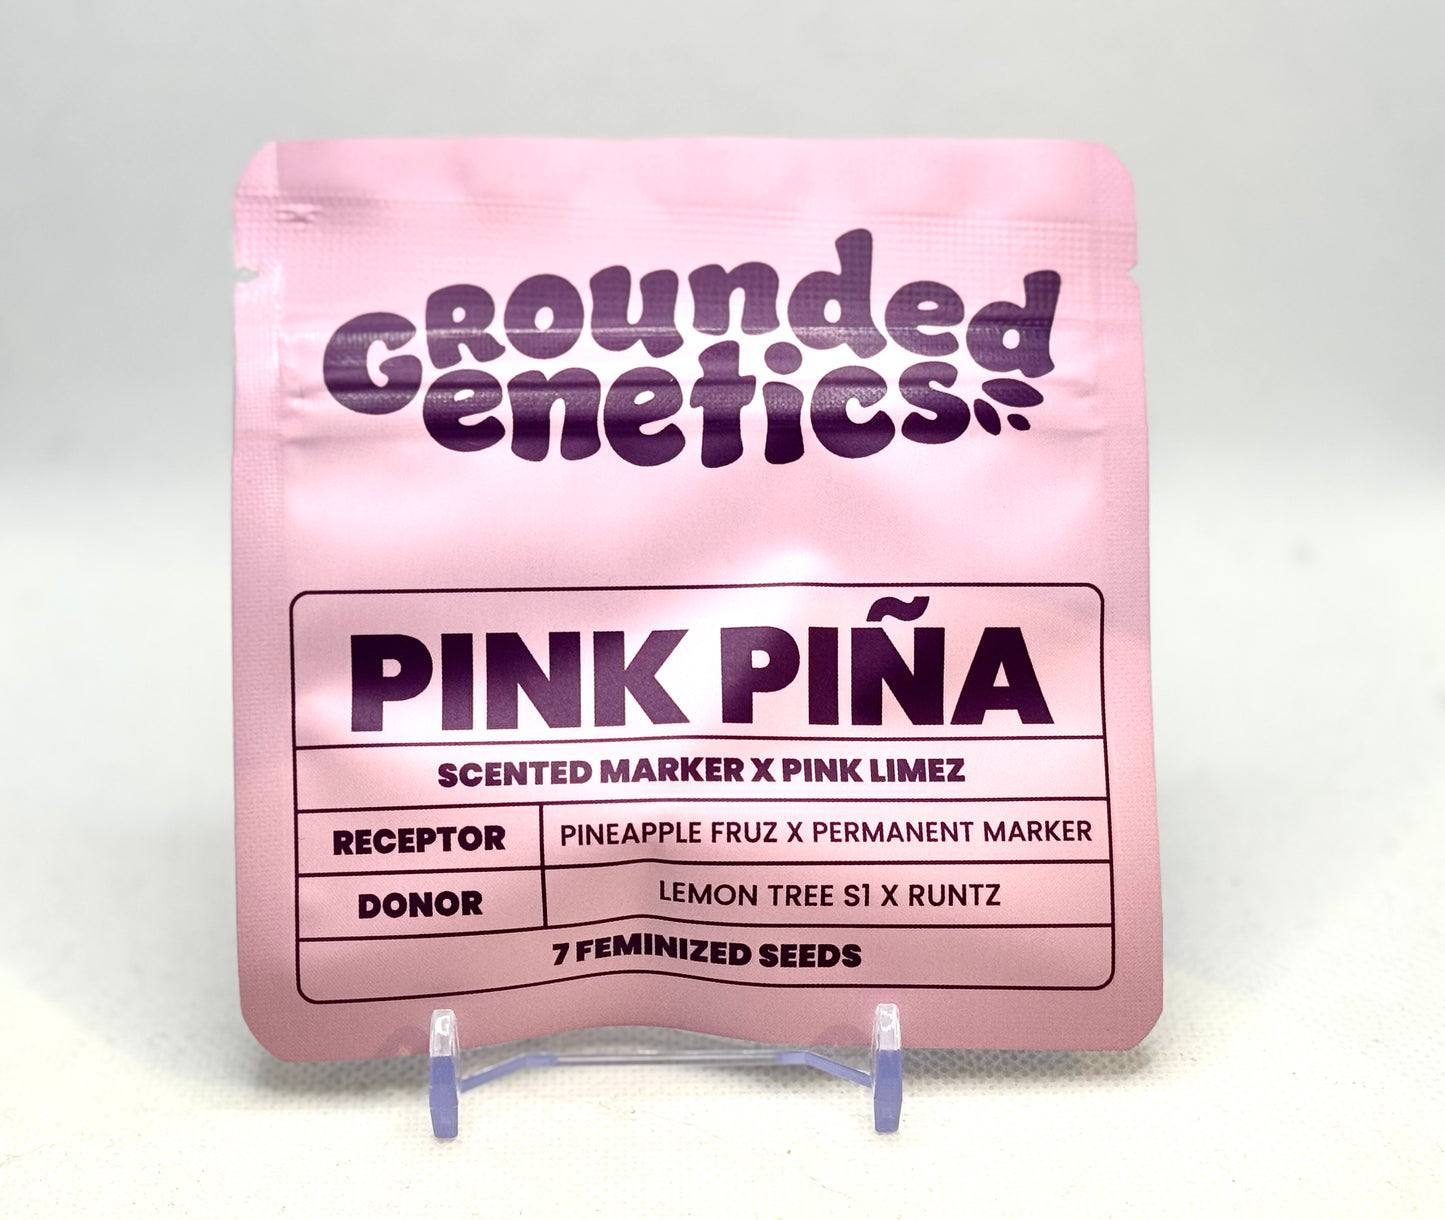 Grounded
Genetics
PINK PIÑA
SCENTED MARKER X PINK LIMEZ
RECEPTOR PINEAPPLE FRUZ X PERMANENT MARKER
DONOR LEMON TREE S1 X RUNTZ
7 FEMINIZED SEEDS